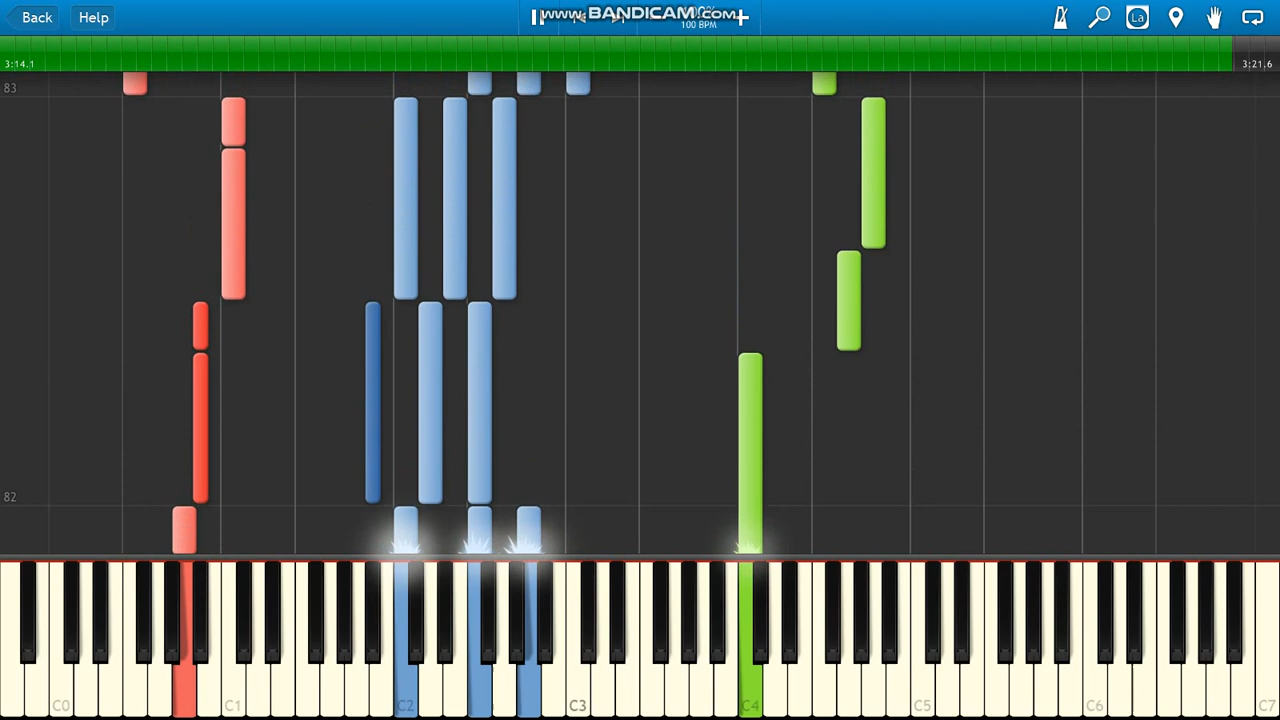 Back Help
www.BANDICAM.com
100 BPM
La
3:14.1 3:21.6
83
82
C0 C1 C2 C3 C4 C5 C6 C7